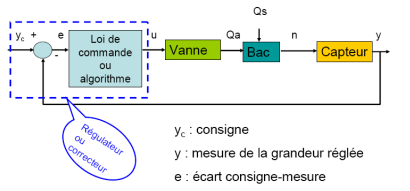 Qs
yc + e u Qa n y
-
Loi de
commande
ou
algorithme
Vanne
Bac
Capteur
Régulateur
ou
correcteur
yc : consigne
y : mesure de la grandeur réglée
e : écart consigne-mesure